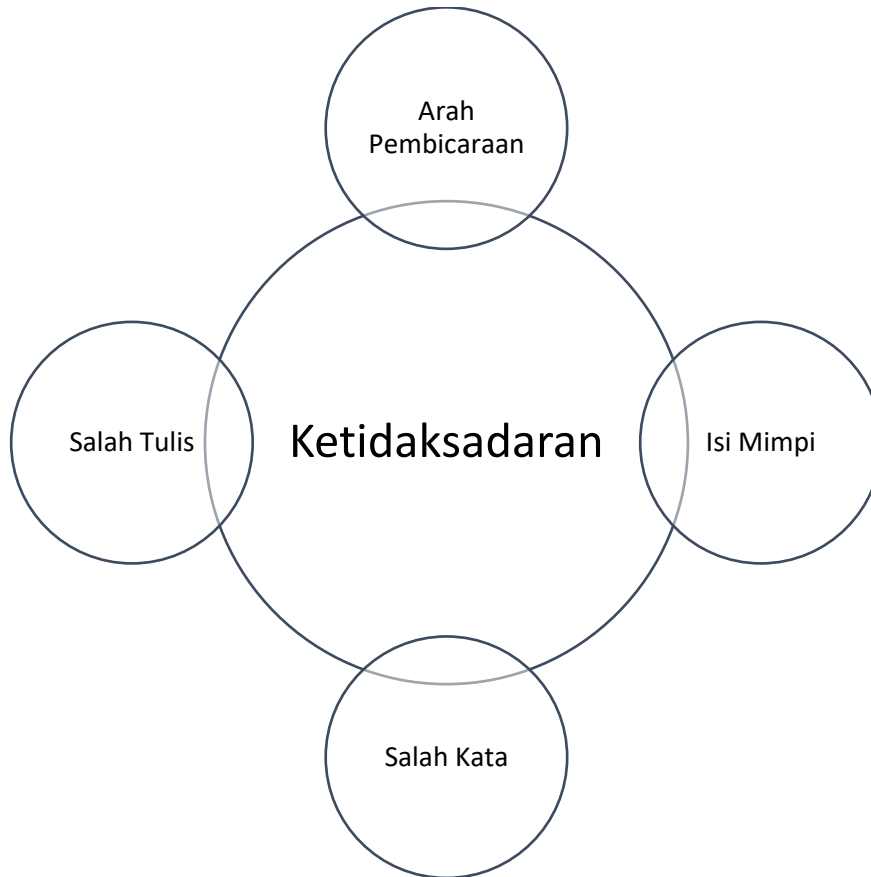 Arah
Pembicaraan
Salah Tulis
Ketidaksadaran
Isi Mimpi
Salah Kata